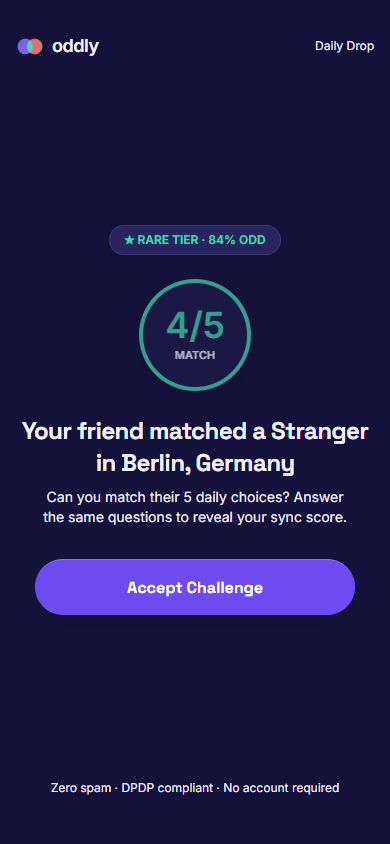 oddly
Daily Drop
★ RARE TIER · 84% ODD
4/5
MATCH
Your friend matched a Stranger
in Berlin, Germany
Can you match their 5 daily choices? Answer
the same questions to reveal your sync score.
Accept Challenge
Zero spam · DPDP compliant · No account required